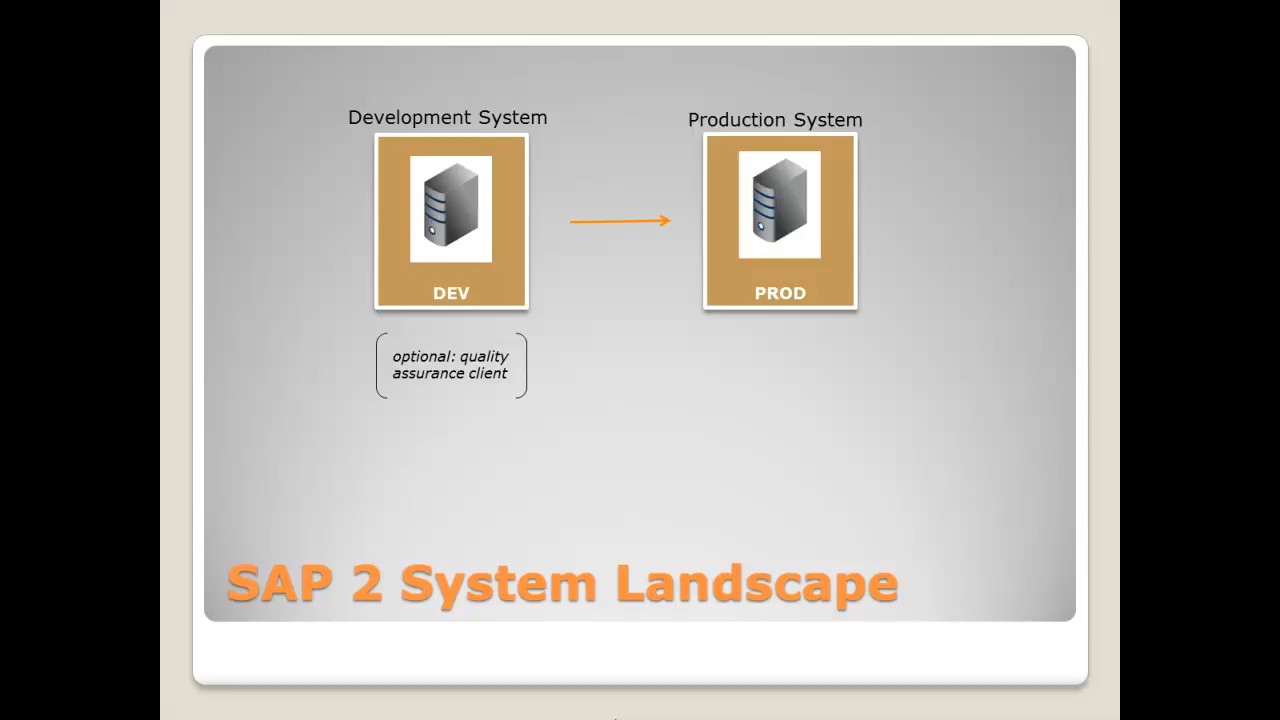 Development System
Production System
DEV
PROD
optional: quality
assurance client
SAP 2 System Landscape